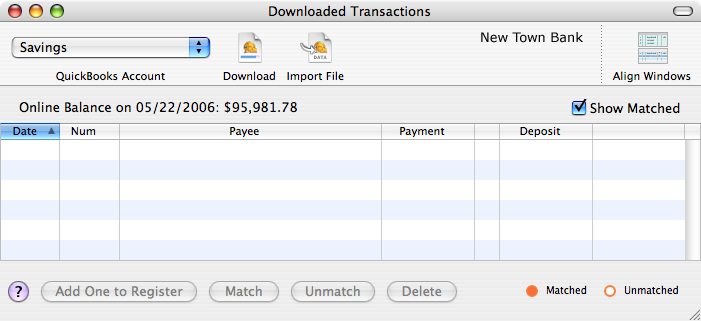 Downloaded Transactions
Savings
QuickBooks Account
Download
DATA
Import File
New Town Bank
Align Windows
Online Balance on 05/22/2006: $95,981.78
Show Matched
Date Num Payee Payment Deposit
? Add One to Register Match Unmatch Delete Matched Unmatched